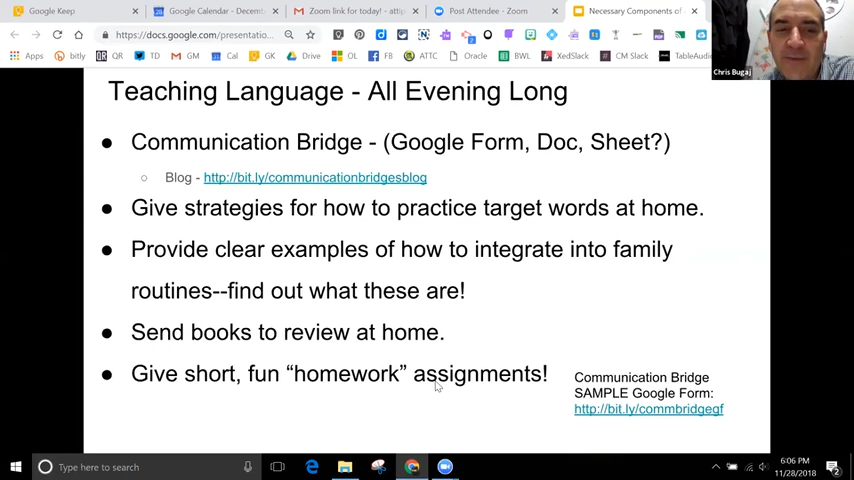 Google Keep
Google Calendar - Decemb
Zoom link for today! - attip
Post Attendee - Zoom
Necessary Components of
https://docs.google.com/presentatio...
Apps
bitly
QR
TD
GM
Cal
GK
Drive
OL
FB
ATTC
Oracle
BWL
XedSlack
CM Slack
TableAudio
Chris Bugaj
Teaching Language - All Evening Long
● Communication Bridge - (Google Form, Doc, Sheet?)
○ Blog - http://bit.ly/communicationbridgesblog
● Give strategies for how to practice target words at home.
● Provide clear examples of how to integrate into family
routines--find out what these are!
● Send books to review at home.
● Give short, fun “homework” assignments!
Communication Bridge
SAMPLE Google Form:
http://bit.ly/commbridgegf
Type here to search
6:06 PM
11/28/2018
2